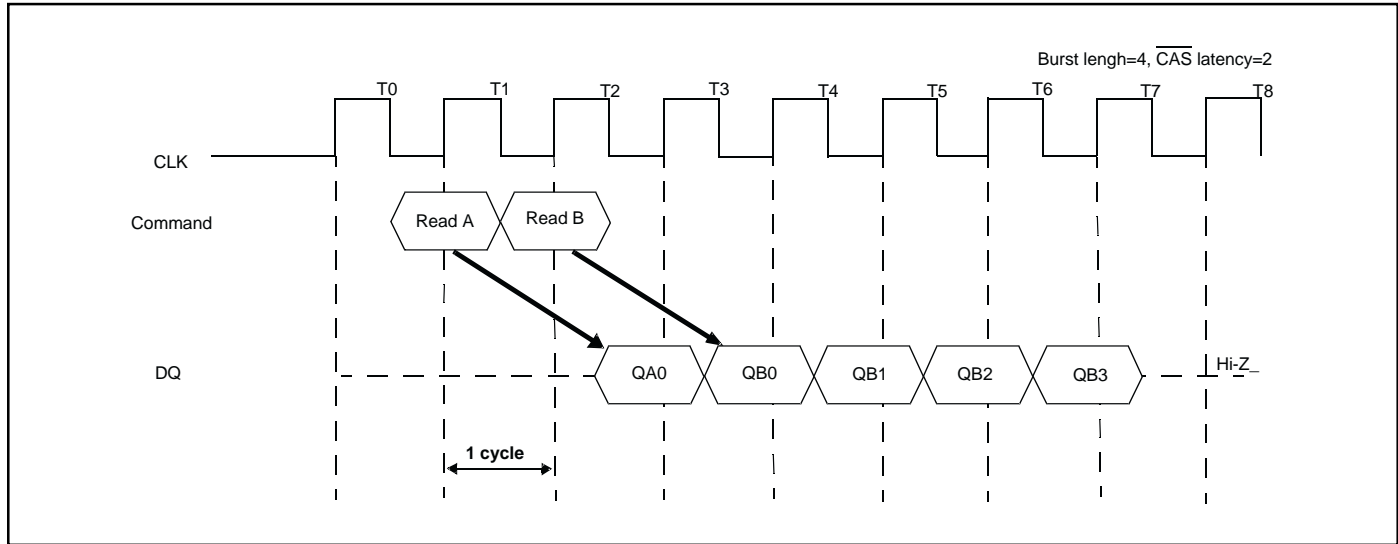 Burst lengh=4, CAS latency=2
T0 T1 T2 T3 T4 T5 T6 T7 T8
CLK
Command Read A Read B
DQ QA0 QB0 QB1 QB2 QB3 Hi-Z_
1 cycle